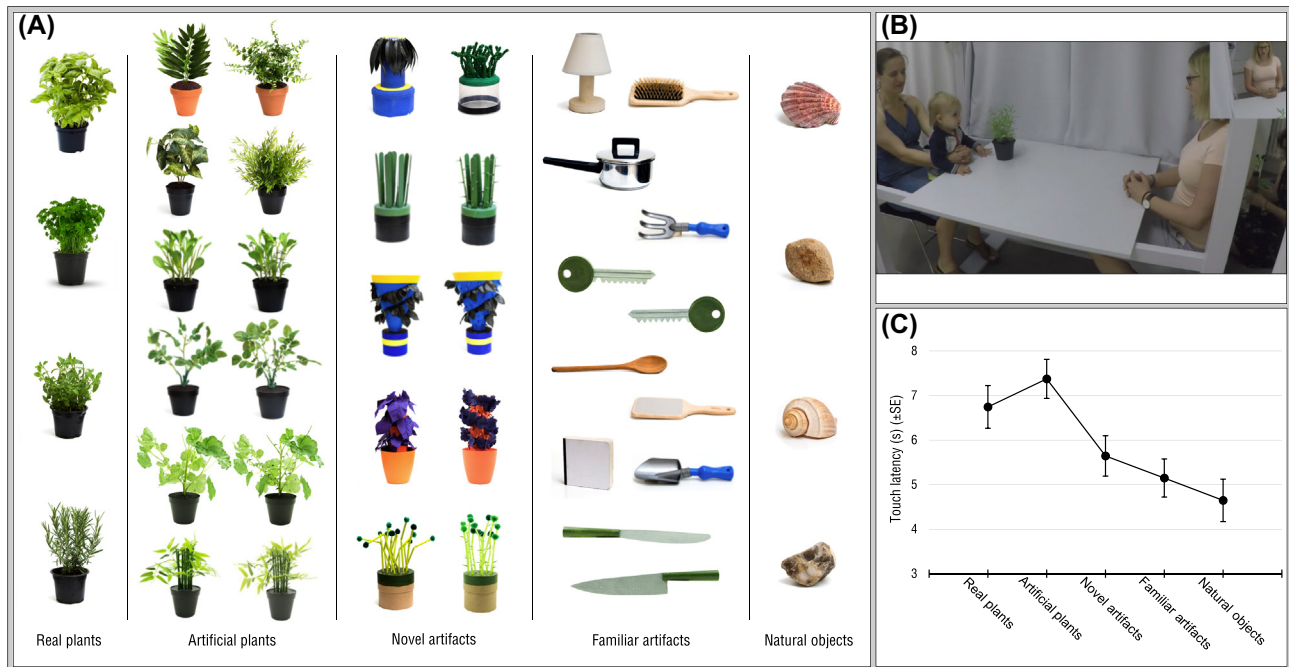 (A)
Real plants
Artificial plants
Novel artifacts
Familiar artifacts
Natural objects
(B)
(C)
Touch latency (s) (±SE)
8
7
6
5
4
3
Real plants
Artificial plants
Novel artifacts
Familiar artifacts
Natural objects